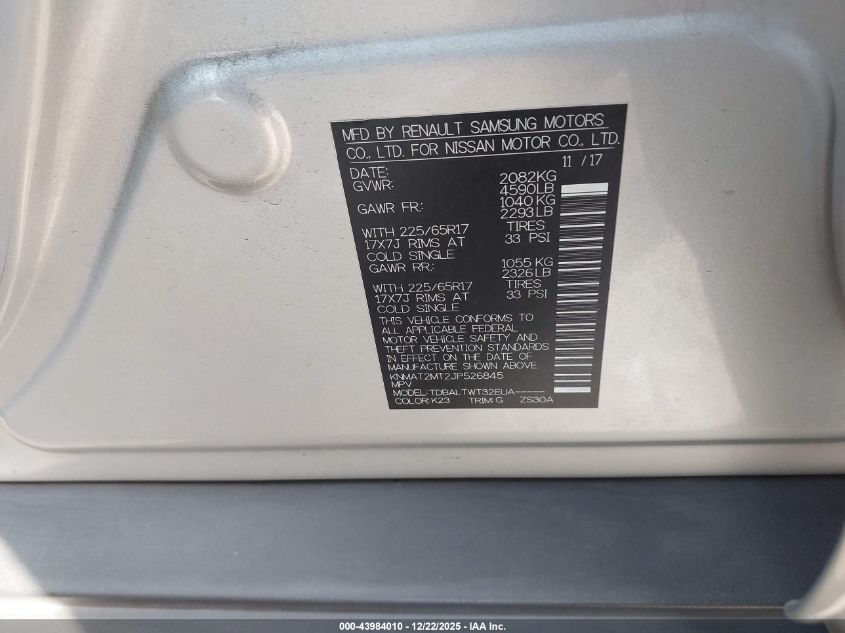 MFD BY RENAULT SAMSUNG MOTORS
CO., LTD. FOR NISSAN MOTOR CO., LTD.
DATE: 11 / 17
GVWR: 2082KG
4590LB
GAWR FR.: 1040 KG
2293LB
WITH 225/65R17 TIRES
17X7J RIMS AT 33 PSI
COLD SINGLE
GAWR RR.: 1055 KG
2326LB
WITH 225/65R17 TIRES
17X7J RIMS AT 33 PSI
COLD SINGLE
THIS VEHICLE CONFORMS TO
ALL APPLICABLE FEDERAL
MOTOR VEHICLE SAFETY AND
THEFT PREVENTION STANDARDS
IN EFFECT ON THE DATE OF
MANUFACTURE SHOWN ABOVE.
KNMAT2MT2JP526845
MPV
MODEL: TDBALTWT32EUA-----
COLOR:K23 TRIM:G ZS30A
000-43984010 • 12/22/2025 • IAA Inc.